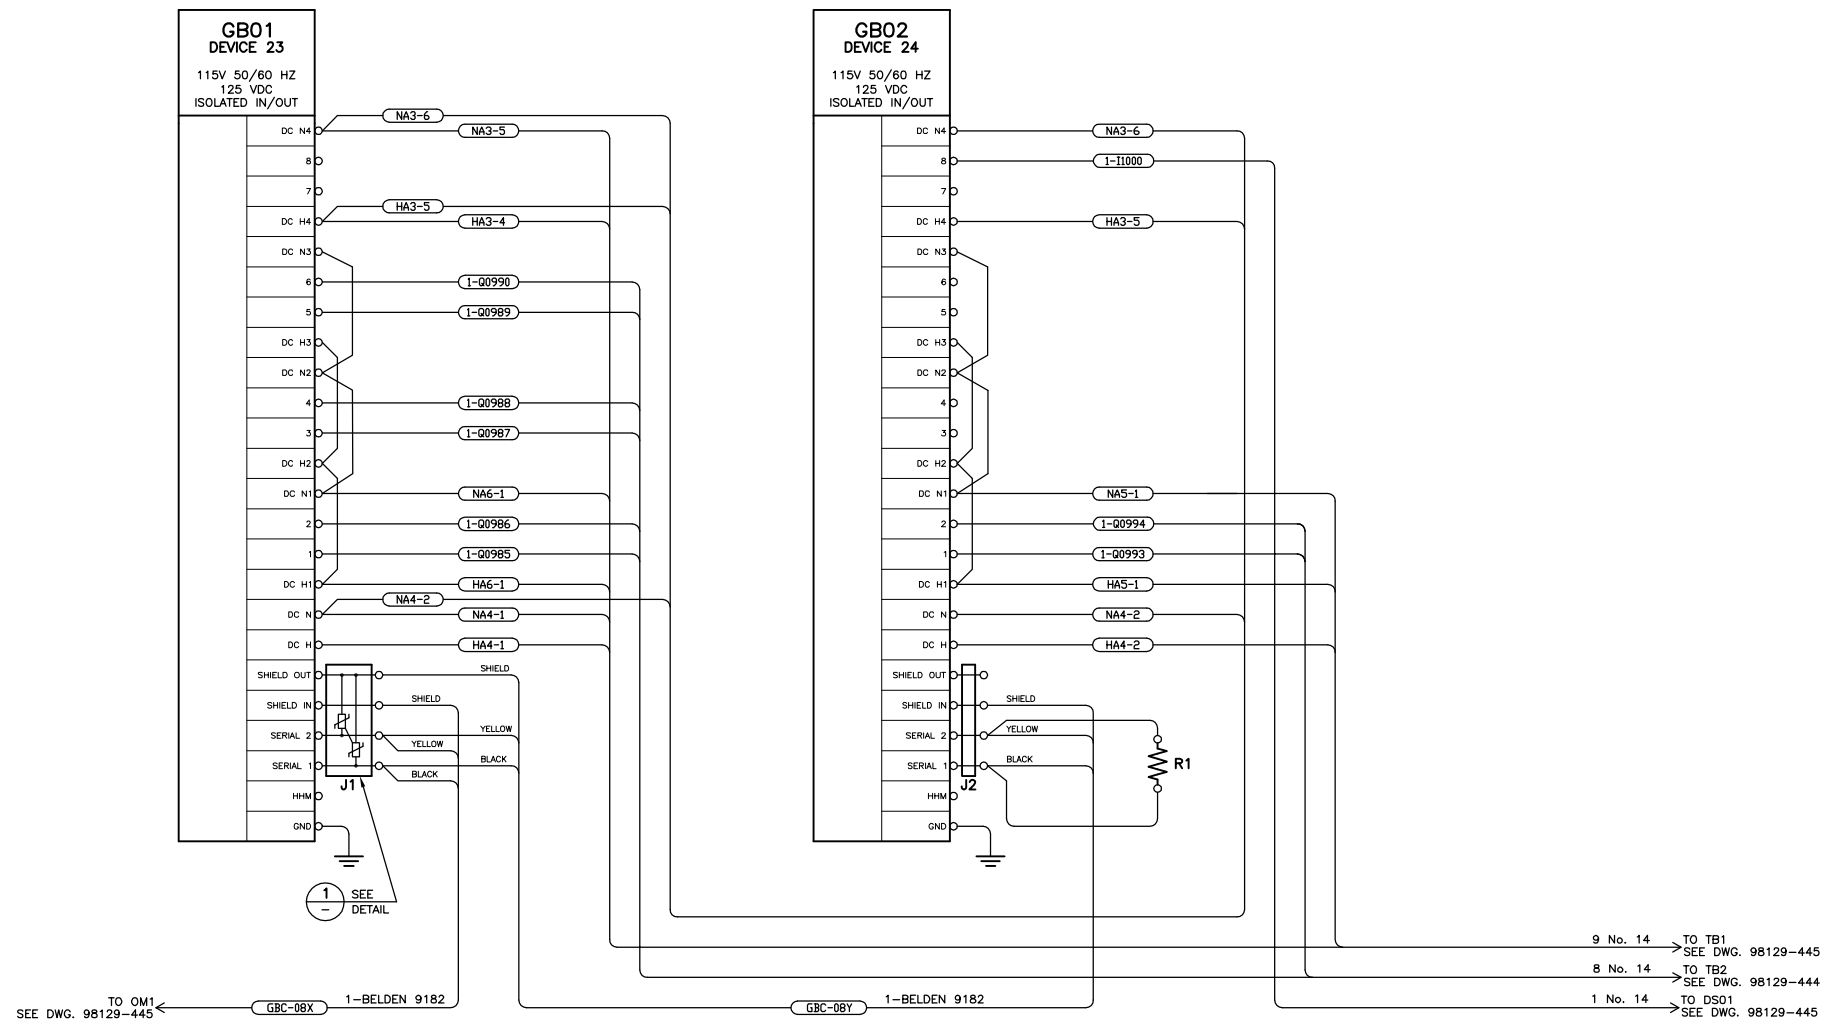 GB01
DEVICE 23
115V 50/60 HZ
125 VDC
ISOLATED IN/OUT
NA3-6
DC N4
NA3-5
8
7
HA3-5
DC H4
HA3-4
DC N3
6
1-Q0990
5
1-Q0989
DC H3
DC N2
4
1-Q0988
3
1-Q0987
DC H2
DC N1
NA6-1
2
1-Q0986
1
1-Q0985
DC H1
HA6-1
NA4-2
DC N
NA4-1
DC H
HA4-1
SHIELD OUT
SHIELD
SHIELD IN
SHIELD
SERIAL 2
YELLOW
YELLOW
SERIAL 1
BLACK
BLACK
J1
HHM
GND
1
-
SEE
DETAIL
GB02
DEVICE 24
115V 50/60 HZ
125 VDC
ISOLATED IN/OUT
DC N4
NA3-6
8
1-I1000
7
DC H4
HA3-5
DC N3
6
5
DC H3
DC N2
4
3
DC H2
DC N1
NA5-1
2
1-Q0994
1
1-Q0993
DC H1
HA5-1
DC N
NA4-2
DC H
HA4-2
SHIELD OUT
SHIELD IN
SHIELD
SERIAL 2
YELLOW
SERIAL 1
BLACK
R1
J2
HHM
GND
9 No. 14
TO TB1
SEE DWG. 98129-445
8 No. 14
TO TB2
SEE DWG. 98129-444
1 No. 14
TO DS01
SEE DWG. 98129-445
TO OM1
SEE DWG. 98129-445
GBC-08X
1-BELDEN 9182
GBC-08Y
1-BELDEN 9182